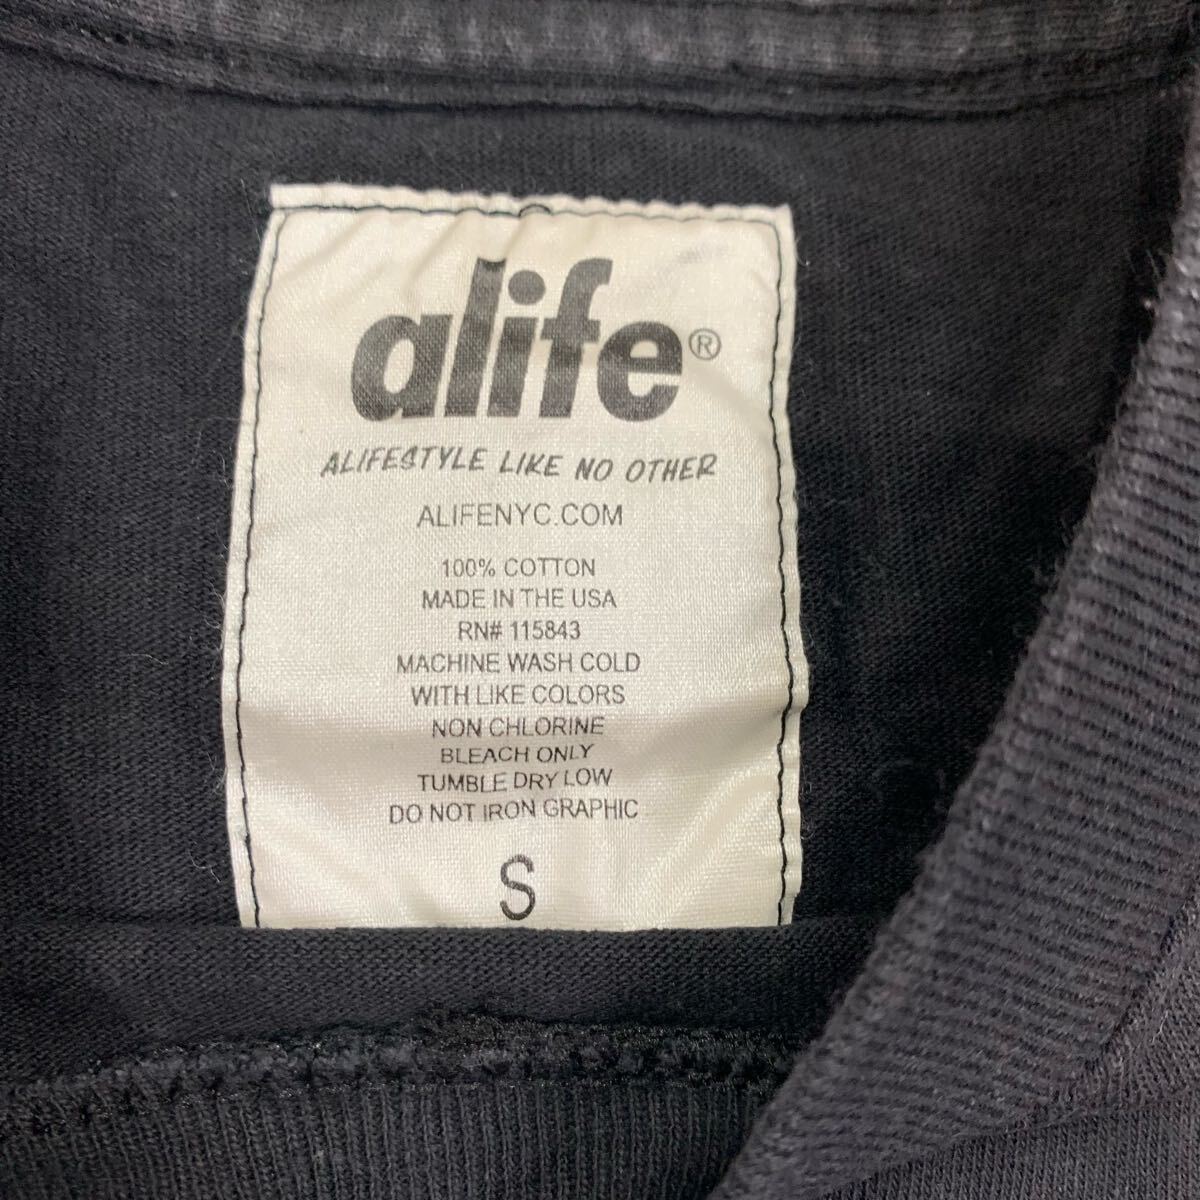 alife®
ALIFESTYLE LIKE NO OTHER
ALIFENYC.COM
100% COTTON
MADE IN THE USA
RN# 115843
MACHINE WASH COLD
WITH LIKE COLORS
NON CHLORINE
BLEACH ONLY
TUMBLE DRY LOW
DO NOT IRON GRAPHIC
S